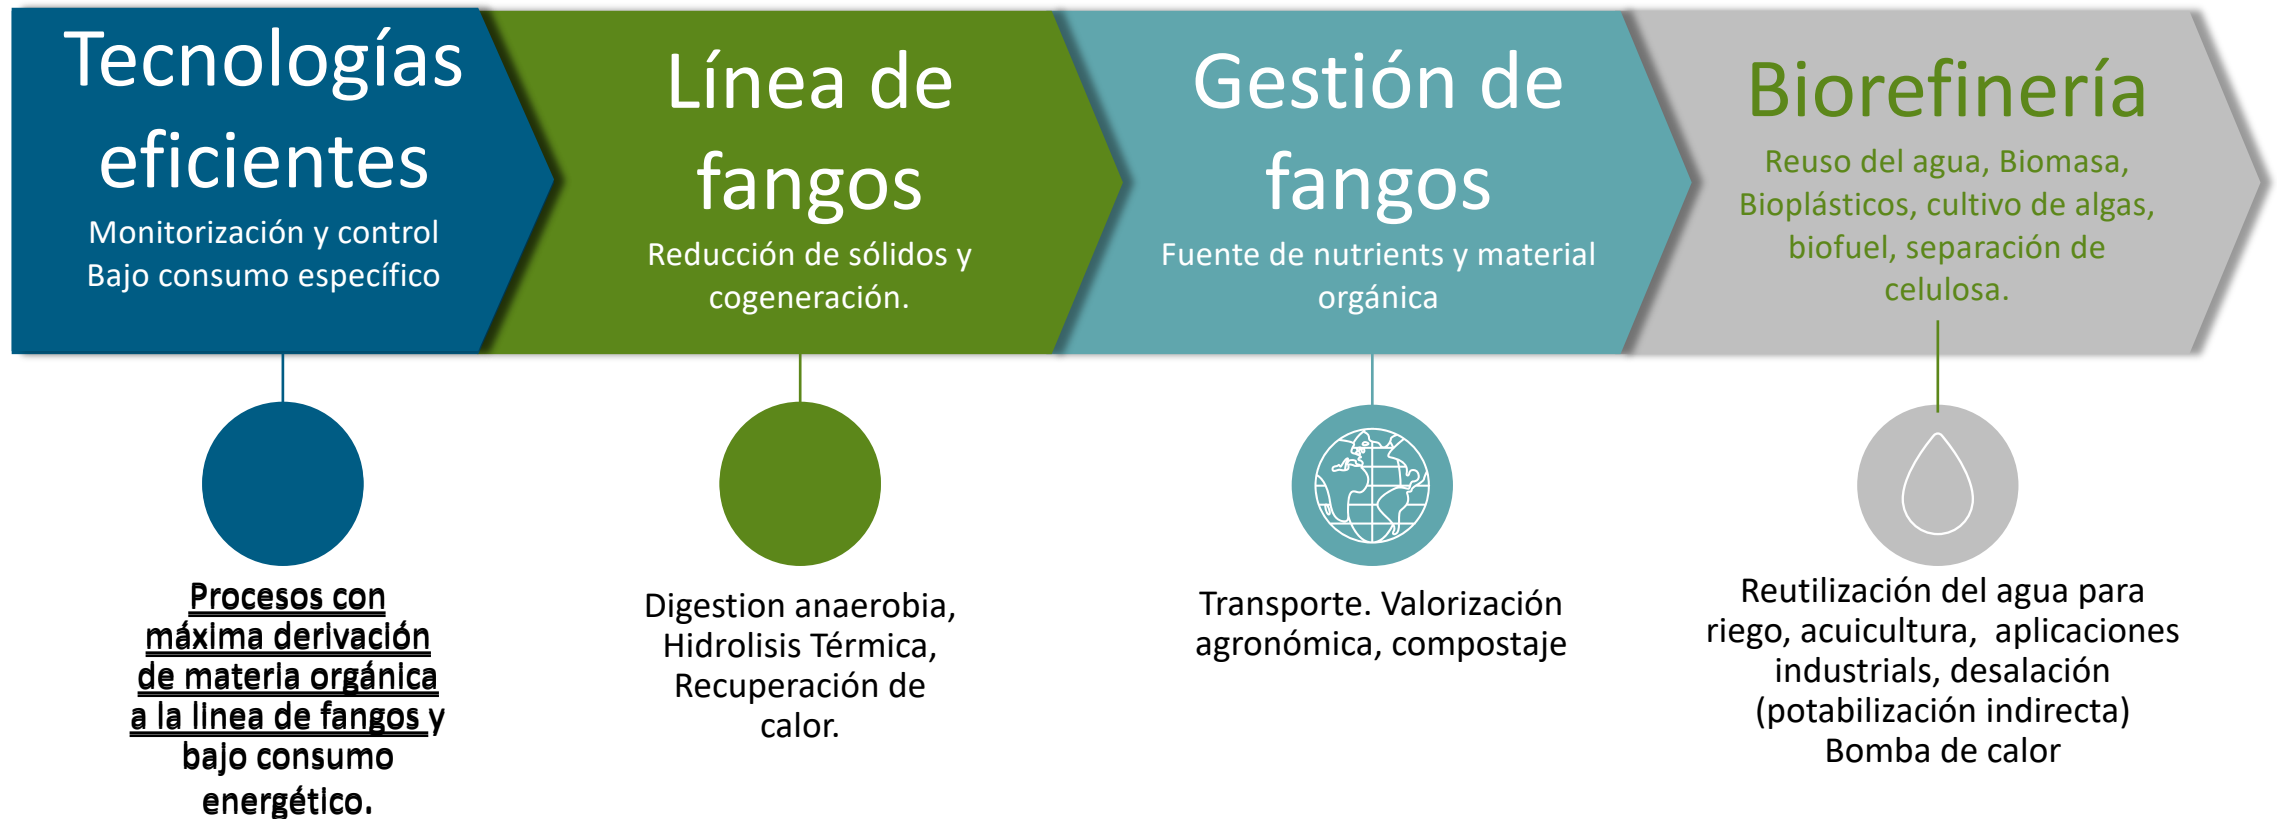 Tecnologías
eficientes
Monitorización y control
Bajo consumo específico
Línea de
fangos
Reducción de sólidos y
cogeneración.
Gestión de
fangos
Fuente de nutrients y material
orgánica
Biorefinería
Reuso del agua, Biomasa,
Bioplásticos, cultivo de algas,
biofuel, separación de
celulosa.
Procesos con
máxima derivación
de materia orgánica
a la linea de fangos y
bajo consumo
energético.
Digestion anaerobia,
Hidrolisis Térmica,
Recuperación de
calor.
Transporte. Valorización
agronómica, compostaje
Reutilización del agua para
riego, acuicultura, aplicaciones
industrials, desalación
(potabilización indirecta)
Bomba de calor